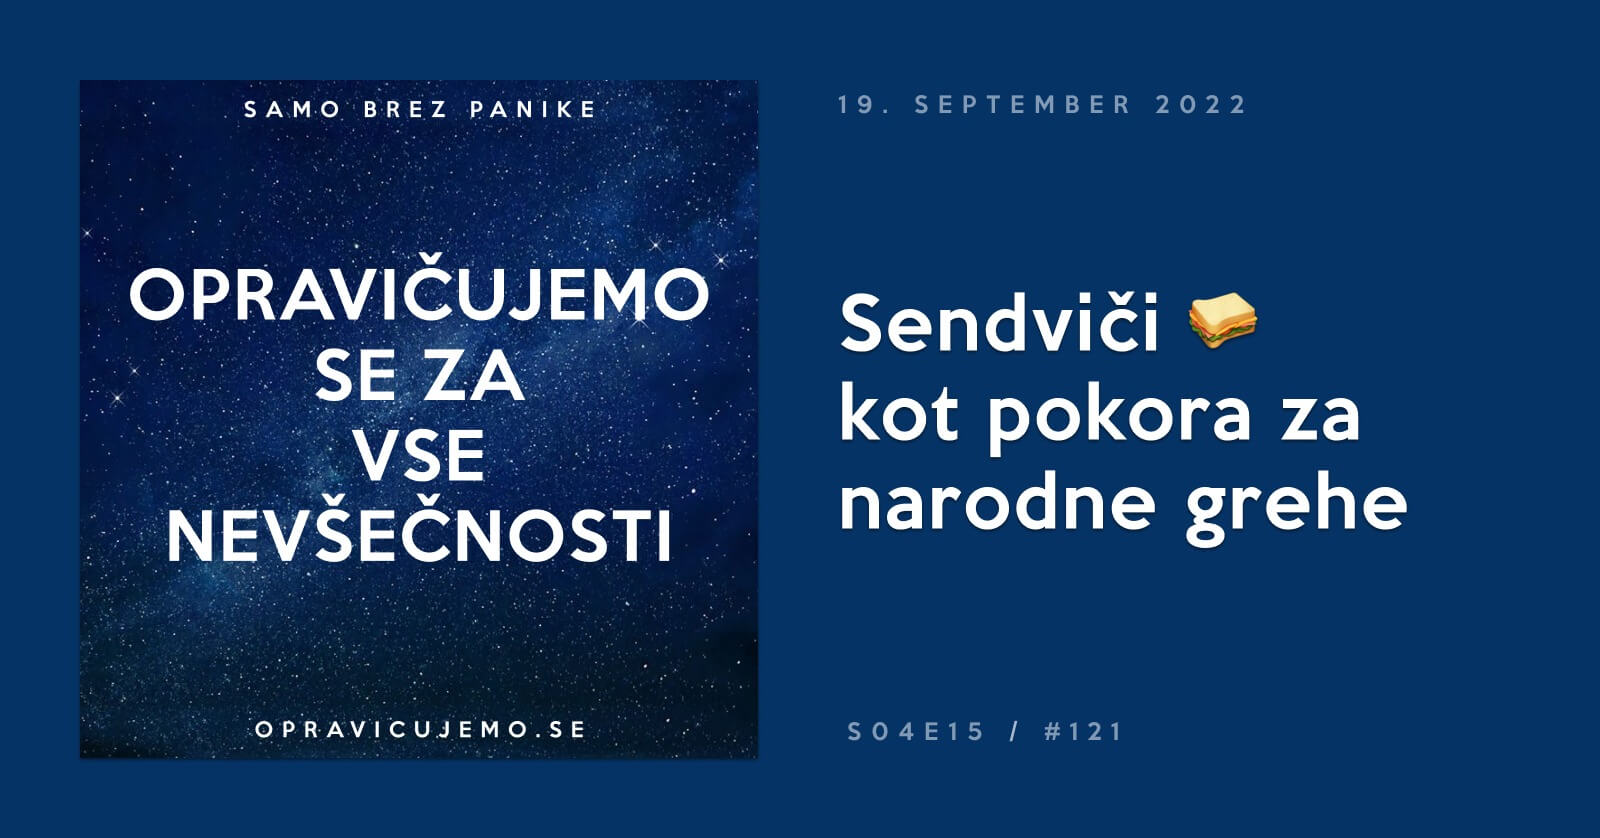 SAMO BREZ PANIKE
OPRAVIČUJEMO
SE ZA
VSE
NEVŠEČNOSTI
OPRAVICUJEMO.SE
19. SEPTEMBER 2022
Sendviči 🥪
kot pokora za
narodne grehe
S04E15 / #121